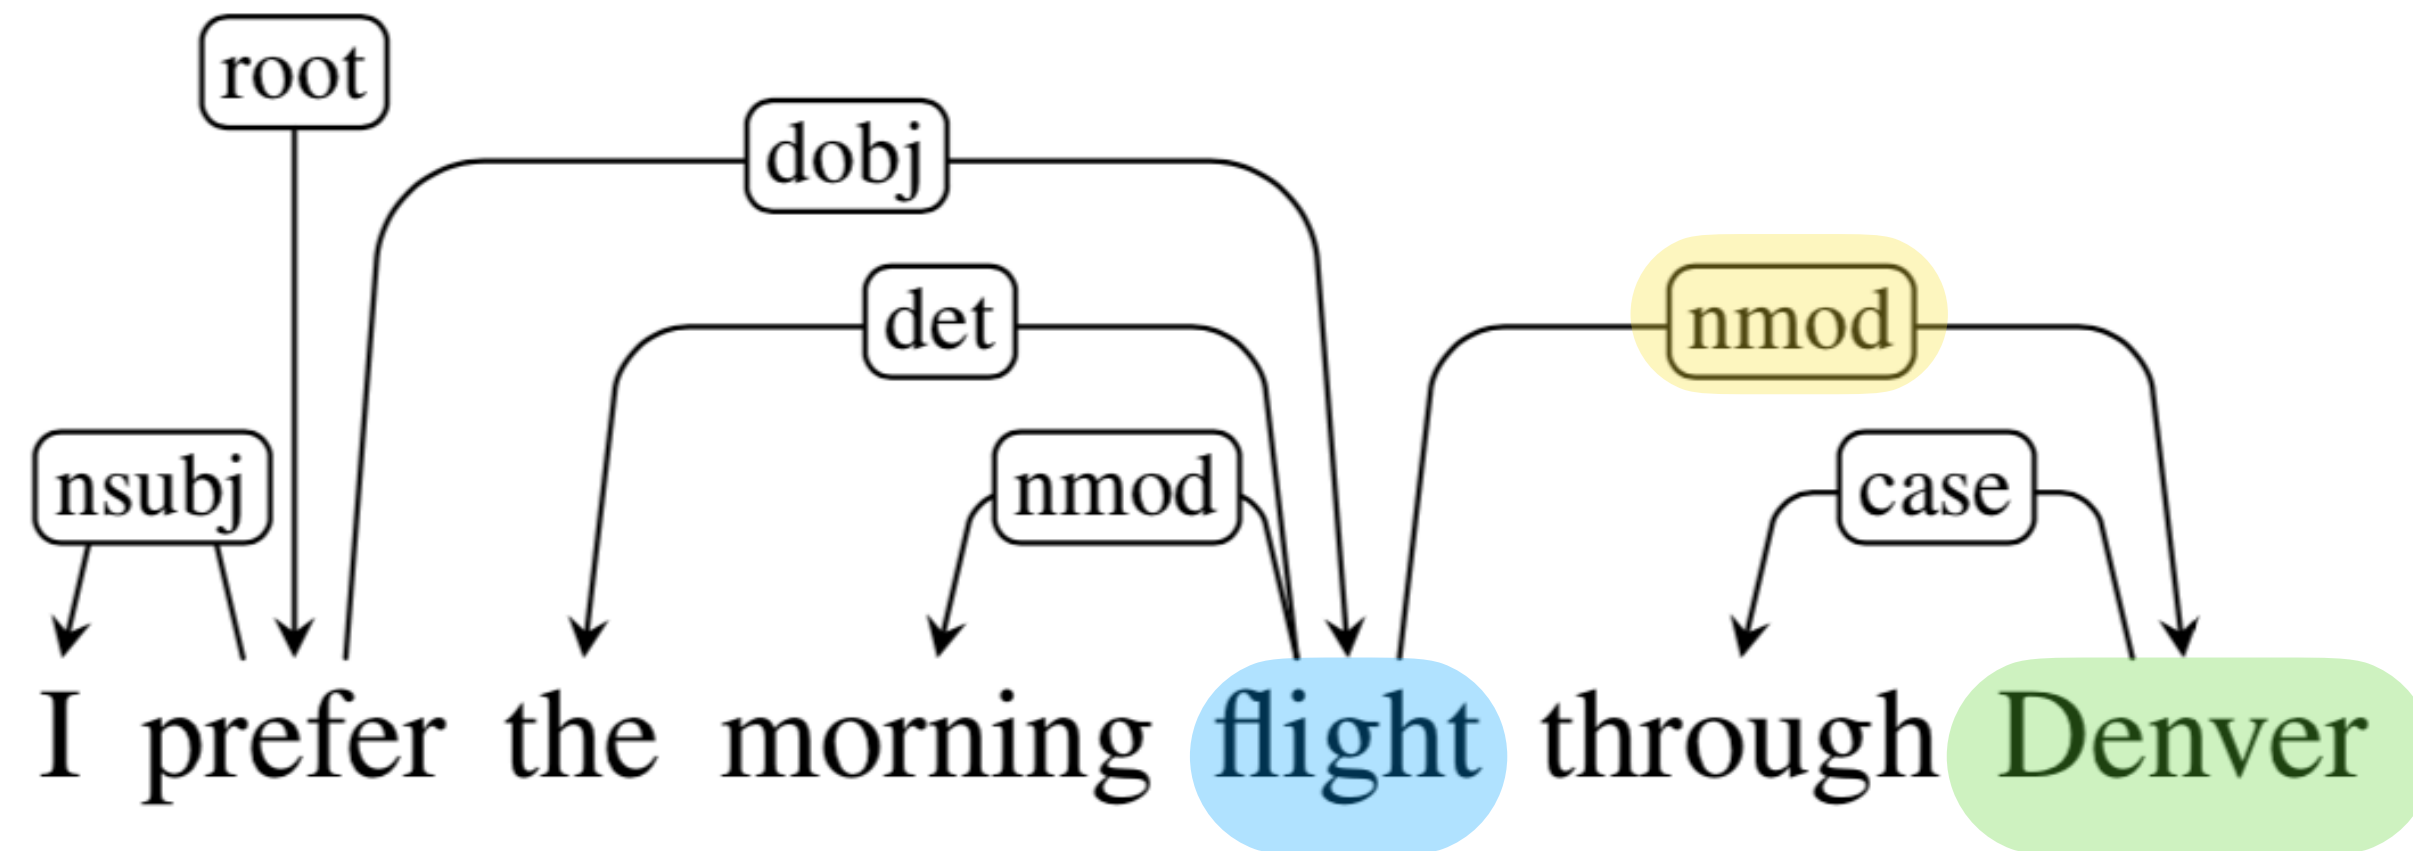 root
dobj
det nmod
nsubj nmod case
I prefer the morning flight through Denver